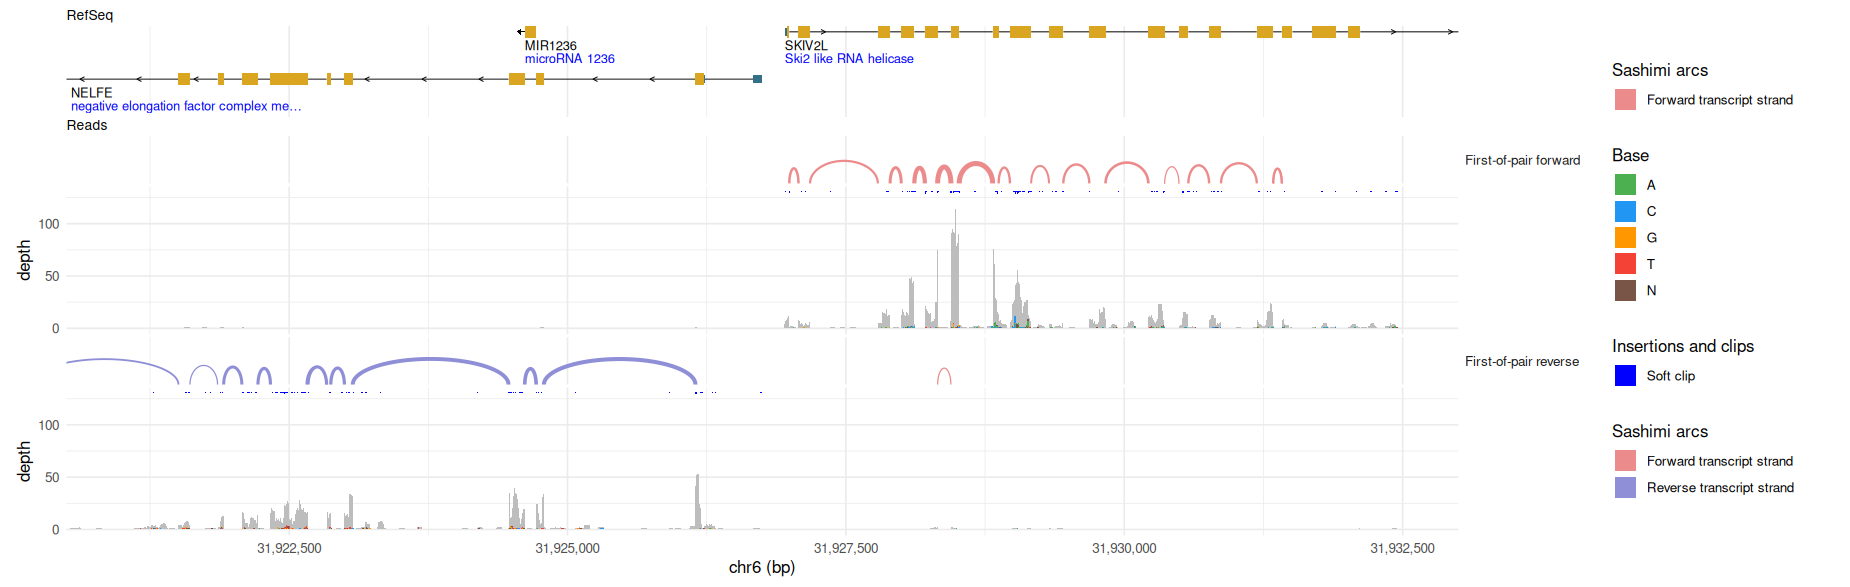 RefSeq
MIR1236
microRNA 1236
SKIV2L
Ski2 like RNA helicase
NELFE
negative elongation factor complex me...
Reads
First-of-pair forward
depth
100
50
0
First-of-pair reverse
depth
100
50
0
31,922,500
31,925,000
31,927,500
31,930,000
31,932,500
chr6 (bp)
Sashimi arcs
Forward transcript strand
Base
A
C
G
T
N
Insertions and clips
Soft clip
Sashimi arcs
Forward transcript strand
Reverse transcript strand